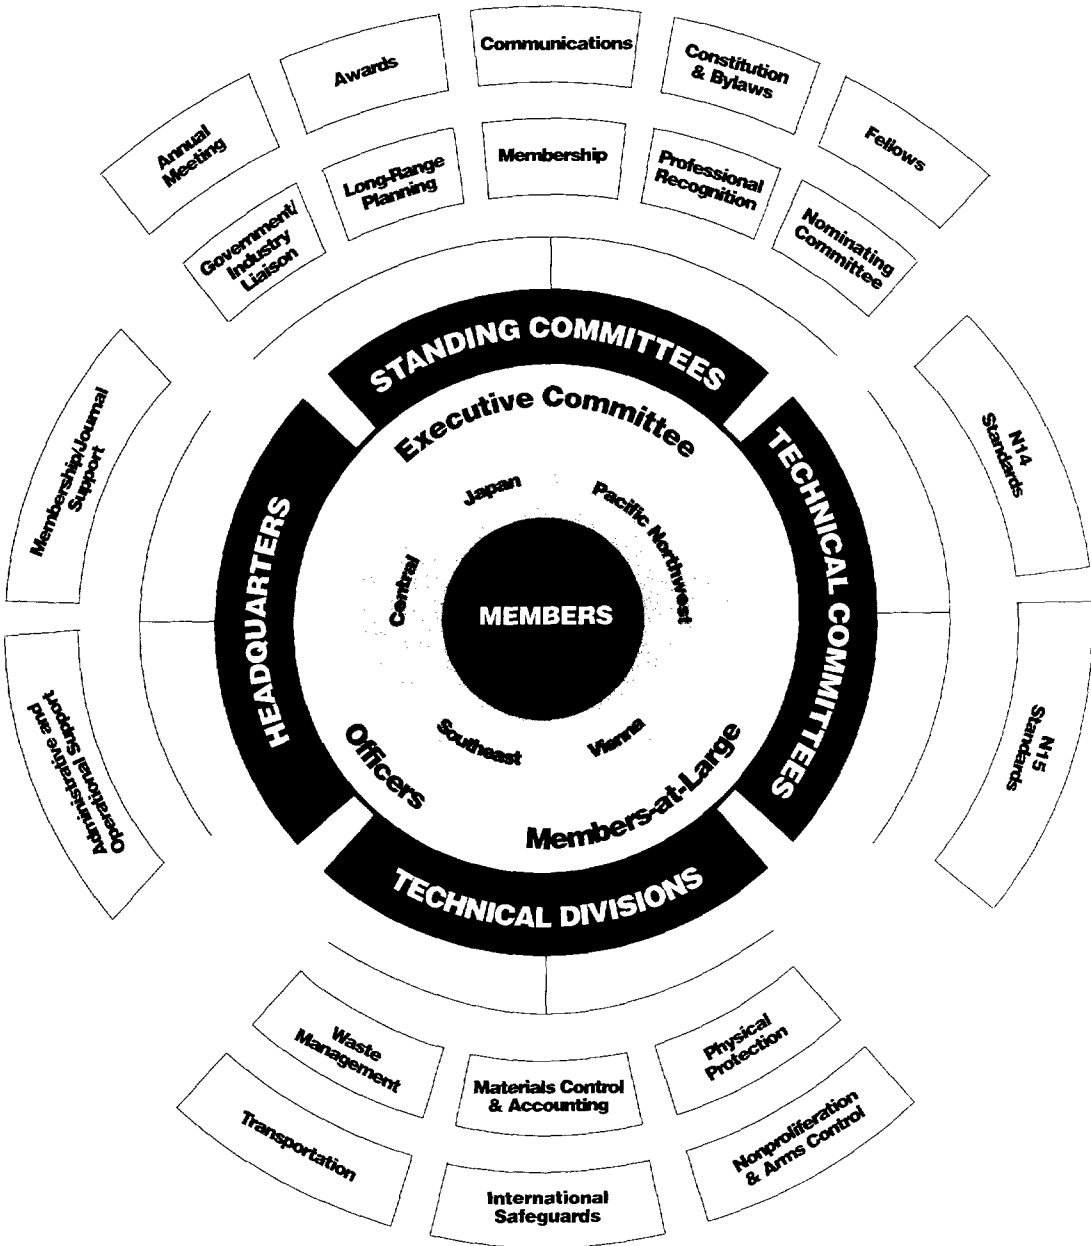 Communications
Awards
Constitution
& Bylaws
Annual
Meeting
Fellows
Membership
Long-Range
Planning
Professional
Recognition
Government/
Industry
Liaison
Nominating
Committee
STANDING COMMITTEES
Executive Committee
Membership/Journal
Support
N14
Standards
HEADQUARTERS
TECHNICAL COMMITTEES
Japan
Pacific Northwest
Central
MEMBERS
Southeast
Vienna
Officers
Members-at-Large
Administrative and
Operational Support
N15
Standards
TECHNICAL DIVISIONS
Waste
Management
Physical
Protection
Materials Control
& Accounting
Transportation
Nonproliferation
& Arms Control
International
Safeguards